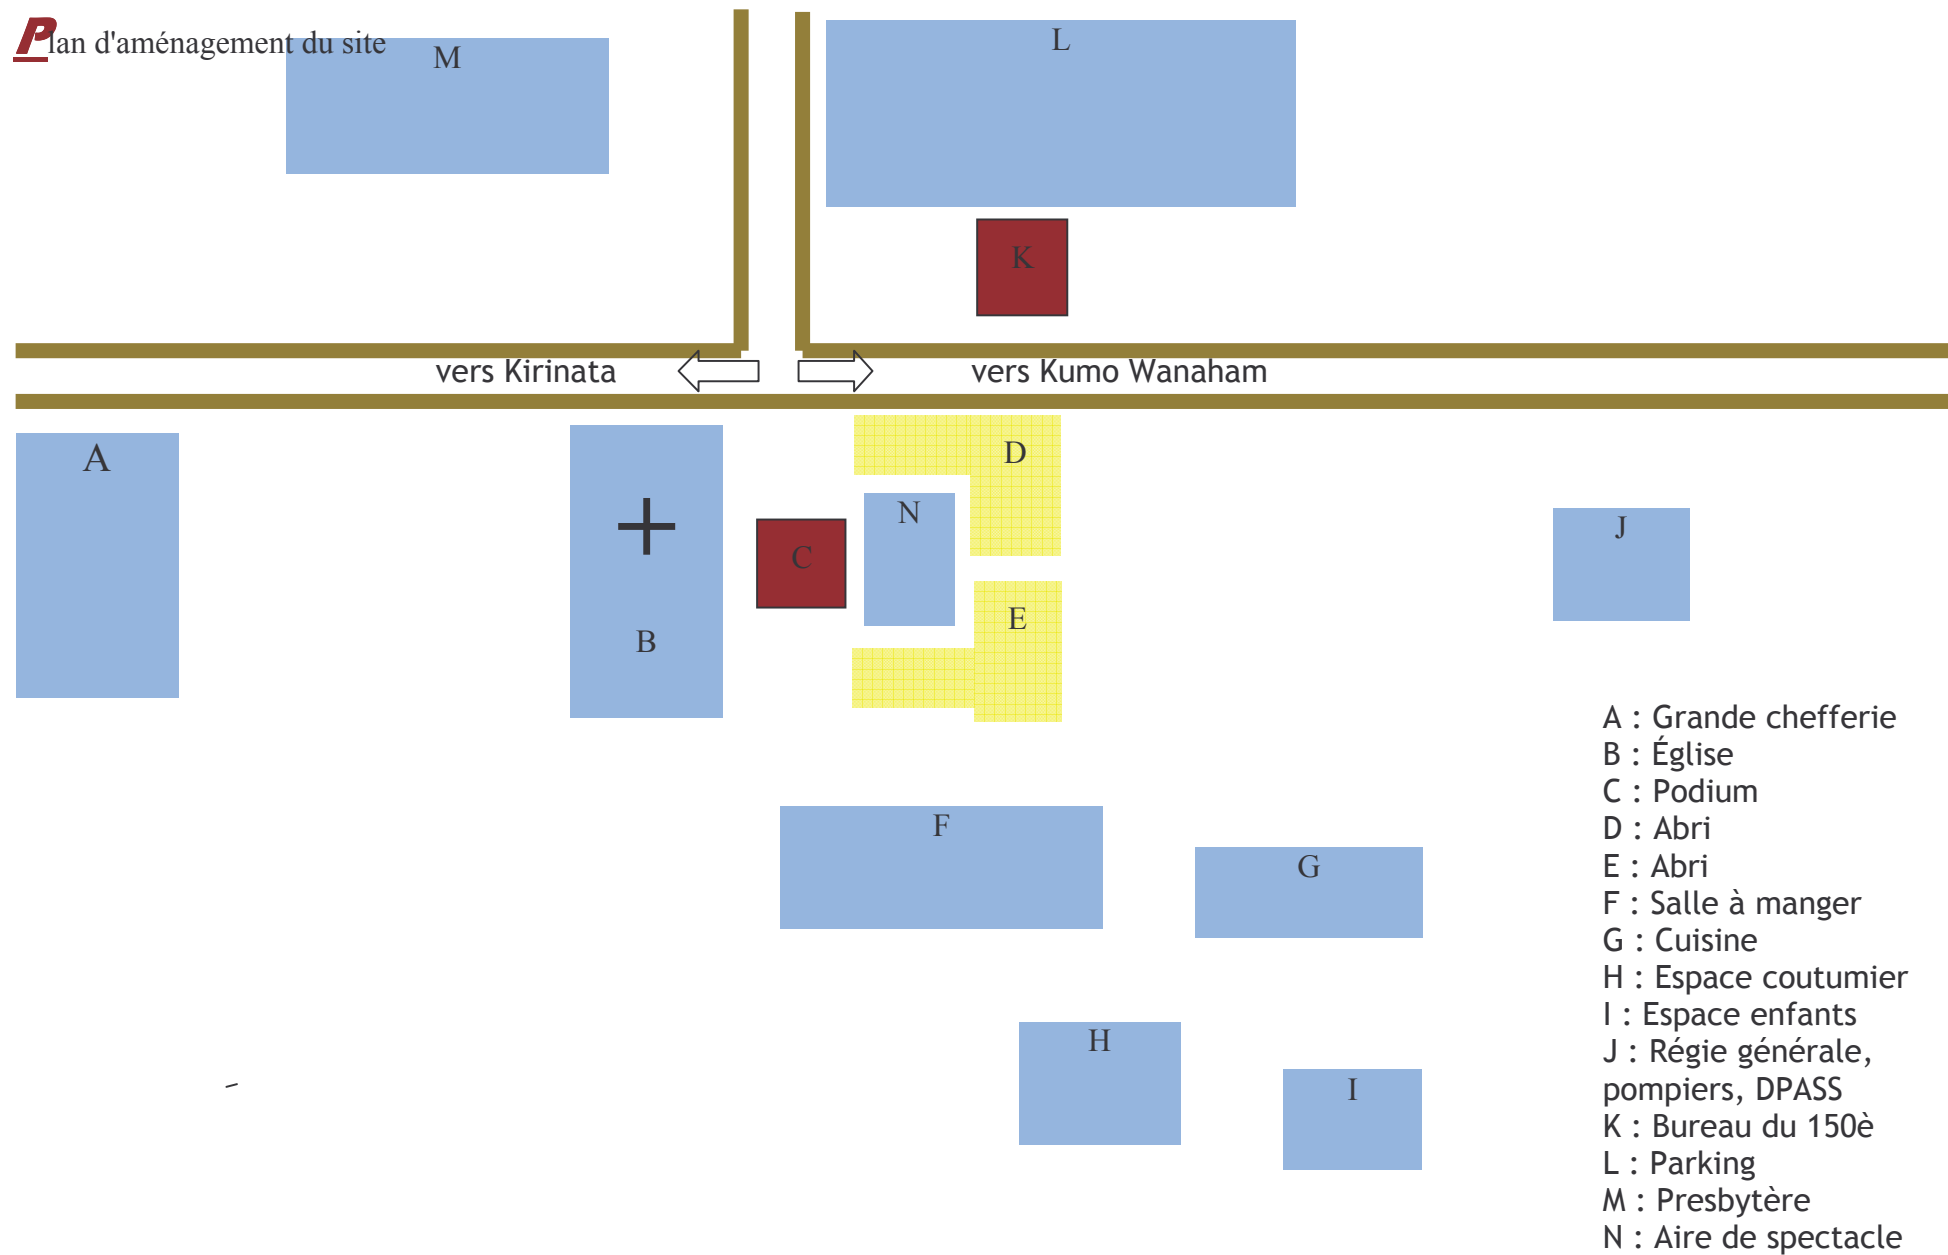 Plan d'aménagement du site
M
L
K
vers Kirinata
vers Kumo Wanaham
A
D
N
J
C
E
B
F
G
H
I
A : Grande chefferie
B : Église
C : Podium
D : Abri
E : Abri
F : Salle à manger
G : Cuisine
H : Espace coutumier
I : Espace enfants
J : Régie générale,
pompiers, DPASS
K : Bureau du 150è
L : Parking
M : Presbytère
N : Aire de spectacle